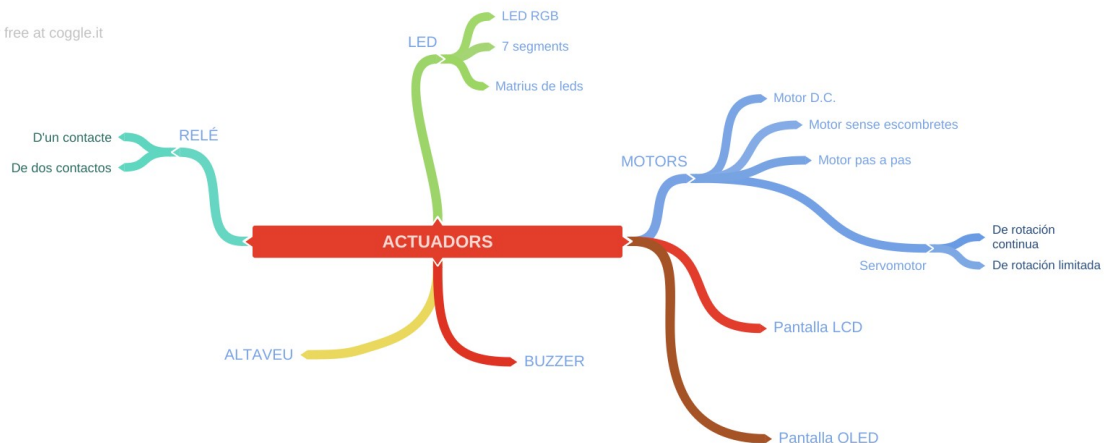 free at coggle.it
LED
LED RGB
7 segments
Matrius de leds
RELÉ
D'un contacte
De dos contactos
MOTORS
Motor D.C.
Motor sense escombretes
Motor pas a pas
Servomotor
De rotación
continua
De rotación limitada
ACTUADORS
ALTAVEU
BUZZER
Pantalla LCD
Pantalla OLED